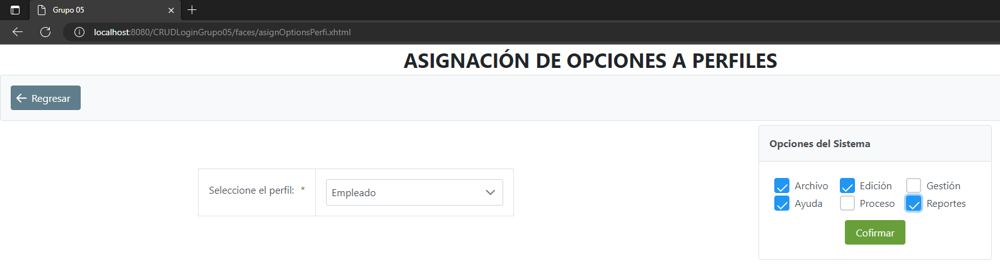 Grupo 05
localhost:8080/CRUDLoginGrupo05/faces/asignOptionsPerfi.xhtml
ASIGNACIÓN DE OPCIONES A PERFILES
Regresar
Opciones del Sistema
Seleccione el perfil: *
Empleado
Archivo Edición Gestión
Ayuda Proceso Reportes
Cofirmar